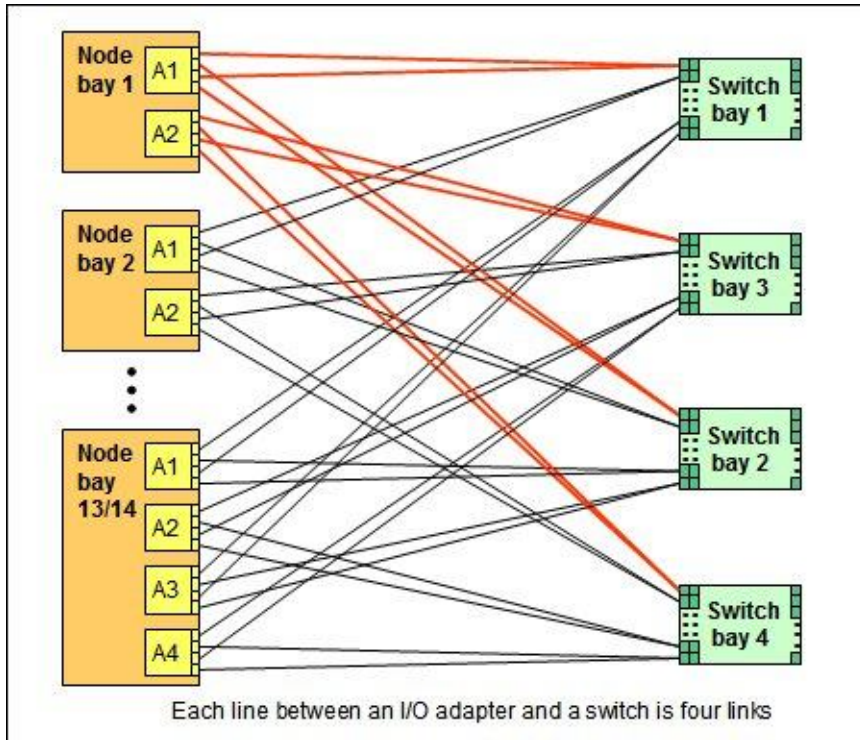 Node
bay 1
A1
A2
Node
bay 2
A1
A2
Node
bay
13/14
A1
A2
A3
A4
Switch
bay 1
Switch
bay 3
Switch
bay 2
Switch
bay 4
Each line between an I/O adapter and a switch is four links